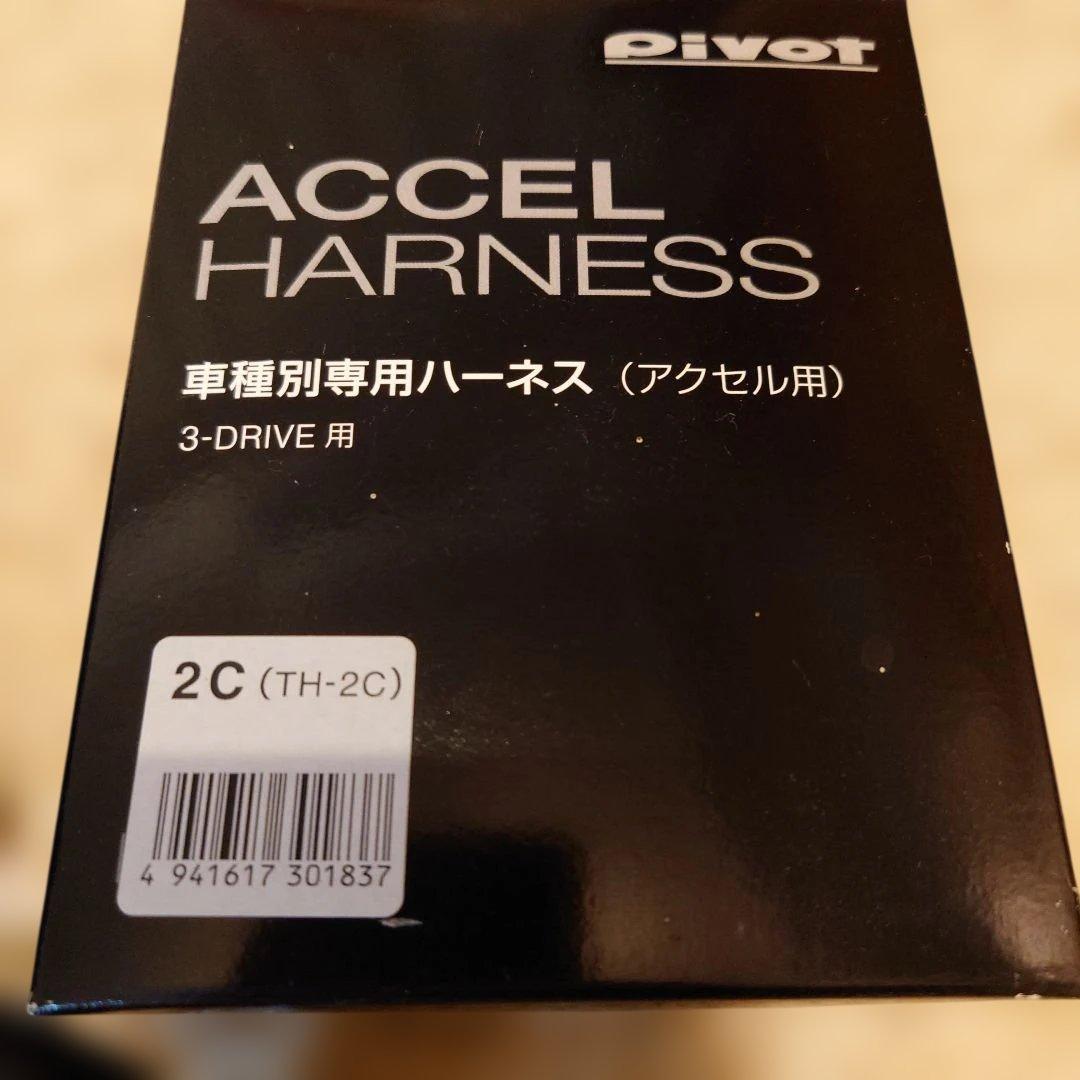 Pivot
ACCEL
HARNESS
車種別専用ハーネス（アクセル用）
3-DRIVE 用
2C (TH-2C)
4 941617 301837